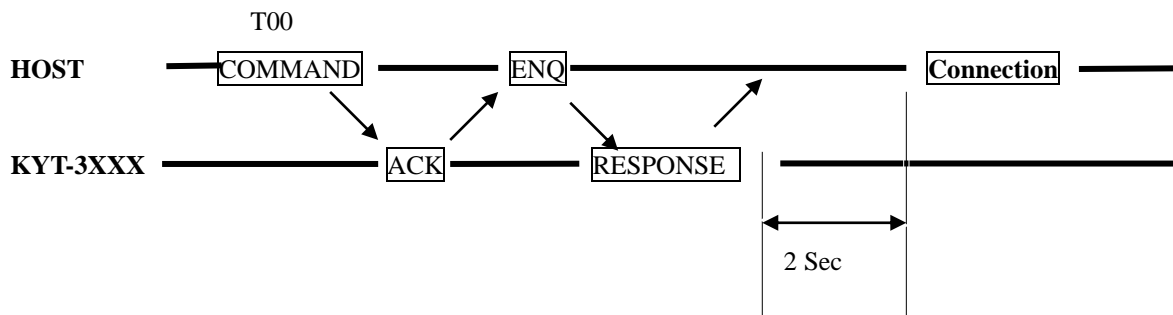 T00
HOST COMMAND ENQ Connection
KYT-3XXX ACK RESPONSE
2 Sec